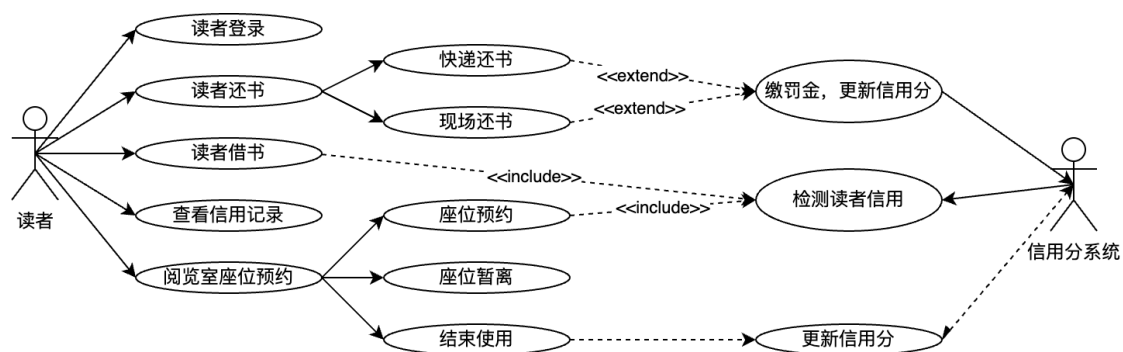 读者登录
读者还书
快递还书
<<extend>>
缴罚金，更新信用分
<<extend>>
现场还书
读者借书
<<include>>
检测读者信用
读者
查看信用记录
座位预约
<<include>>
信用分系统
阅览室座位预约
座位暂离
结束使用
更新信用分